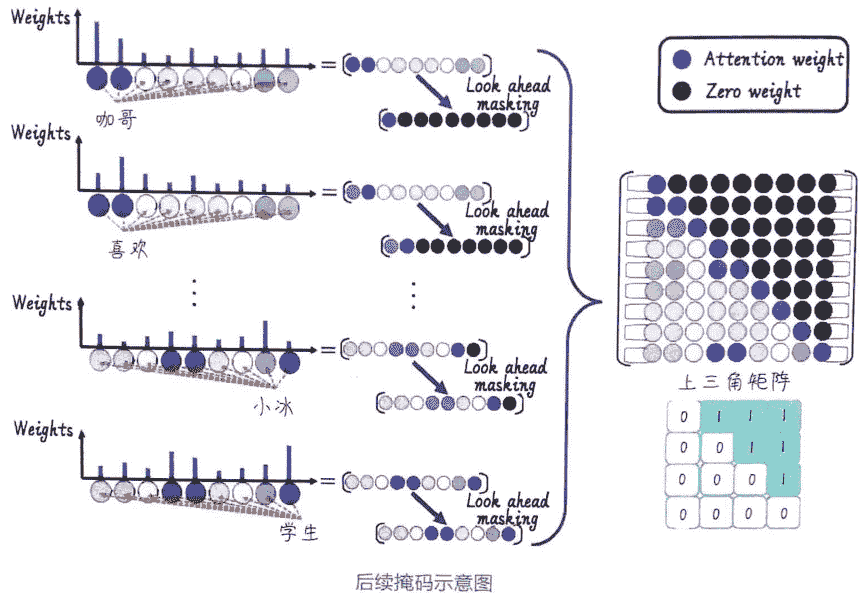 Weights
Look ahead
masking
咖哥
Weights
Look ahead
masking
喜欢
Weights
Look ahead
masking
小冰
Weights
Look ahead
masking
学生
Attention weight
Zero weight
上三角矩阵
0 1 1 1
0 0 1 1
0 0 0 1
0 0 0 0
后续掩码示意图